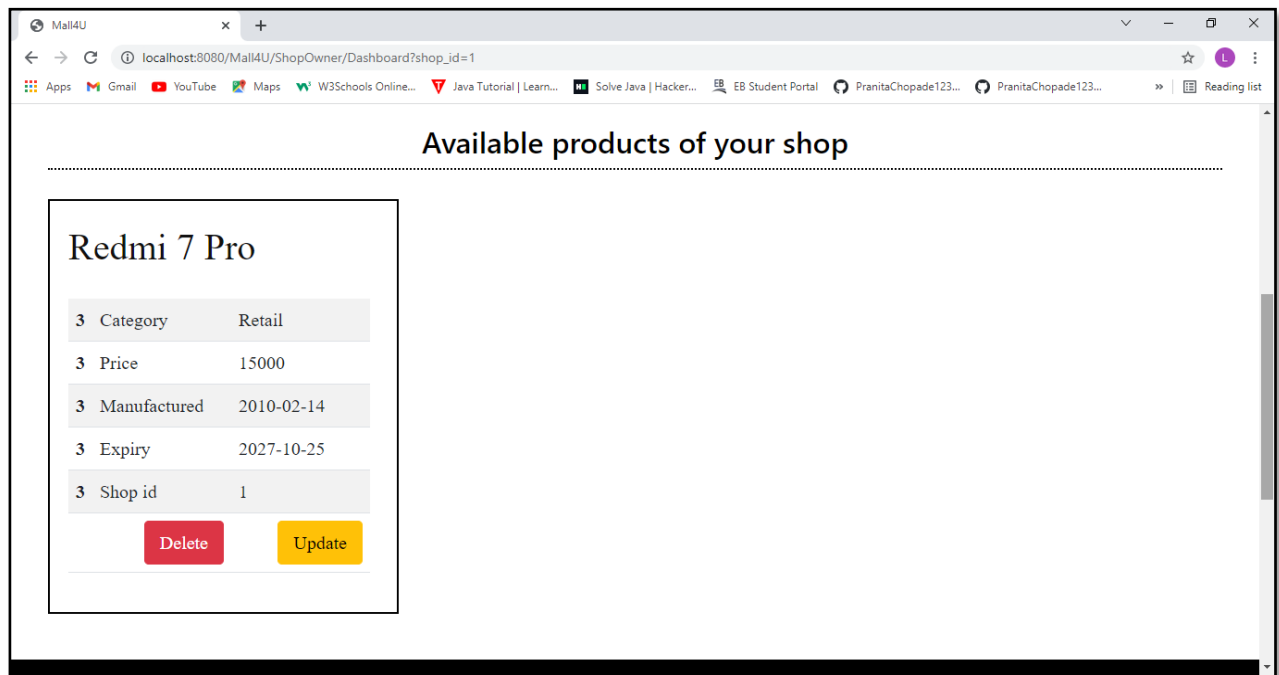 Mall4U
localhost:8080/Mall4U/ShopOwner/Dashboard?shop_id=1
L
Apps Gmail YouTube Maps W3Schools Online... Java Tutorial | Learn... Solve Java | Hacker... EB Student Portal PranitaChopade123... PranitaChopade123... » Reading list
Available products of your shop
Redmi 7 Pro
3 Category Retail
3 Price 15000
3 Manufactured 2010-02-14
3 Expiry 2027-10-25
3 Shop id 1
Delete Update